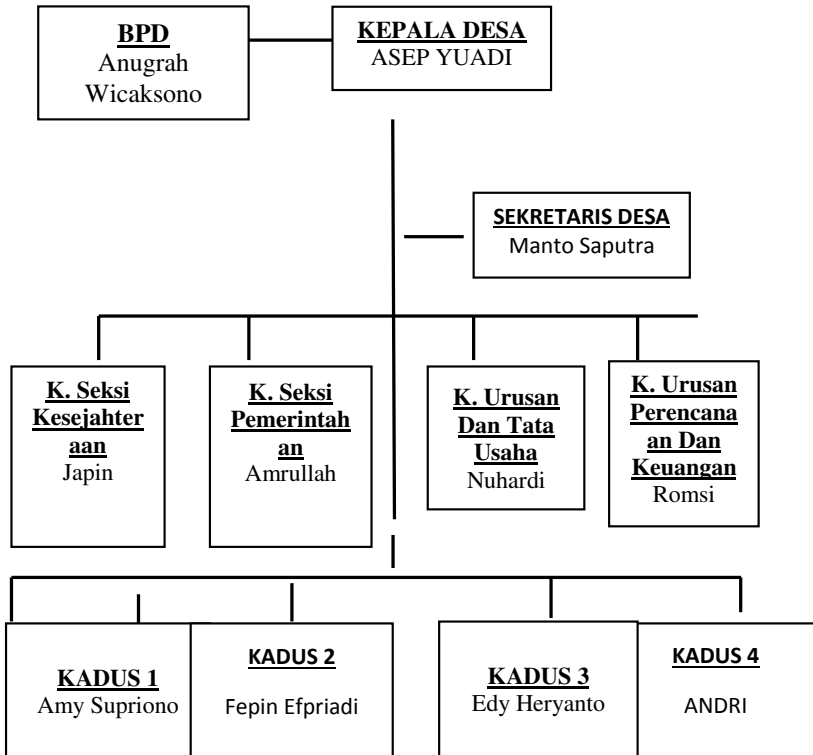 BPD
Anugrah
Wicaksono
KEPALA DESA
ASEP YUADI
SEKRETARIS DESA
Manto Saputra
K. Seksi
Kesejahter
aan
Japin
K. Seksi
Pemerintah
an
Amrullah
K. Urusan
Dan Tata
Usaha
Nuhardi
K. Urusan
Perencana
an Dan
Keuangan
Romsi
KADUS 1
Amy Supriono
KADUS 2
Fepin Efpriadi
KADUS 3
Edy Heryanto
KADUS 4
ANDRI